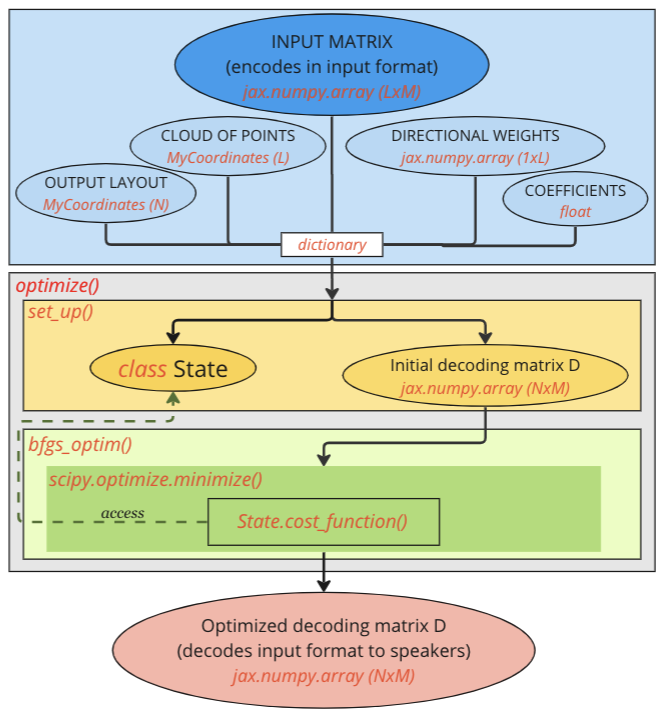 INPUT MATRIX
(encodes in input format)
jax.numpy.array (LxM)
CLOUD OF POINTS
MyCoordinates (L)
DIRECTIONAL WEIGHTS
jax.numpy.array (1xL)
OUTPUT LAYOUT
MyCoordinates (N)
COEFFICIENTS
float
dictionary
optimize()
set_up()
class State
Initial decoding matrix D
jax.numpy.array (NxM)
bfgs_optim()
scipy.optimize.minimize()
access
State.cost_function()
Optimized decoding matrix D
(decodes input format to speakers)
jax.numpy.array (NxM)